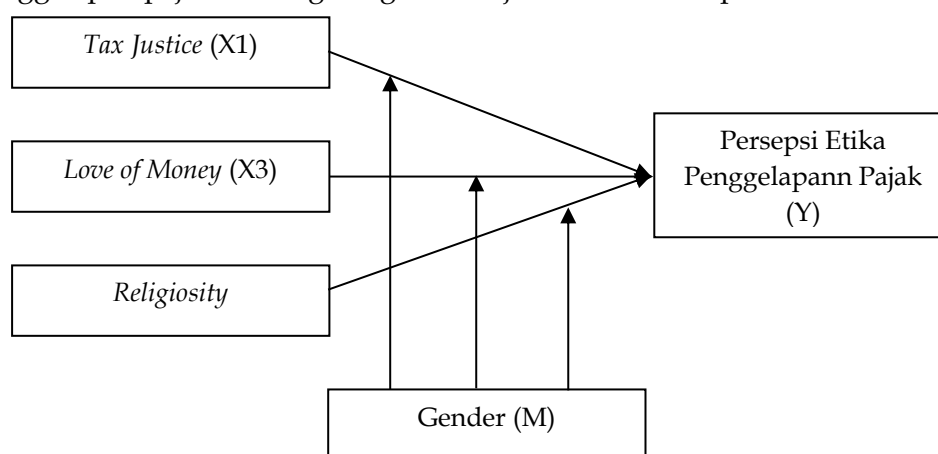 Tax Justice (X1)
Love of Money (X3)
Religiosity
Persepsi Etika
Penggelapann Pajak
(Y)
Gender (M)